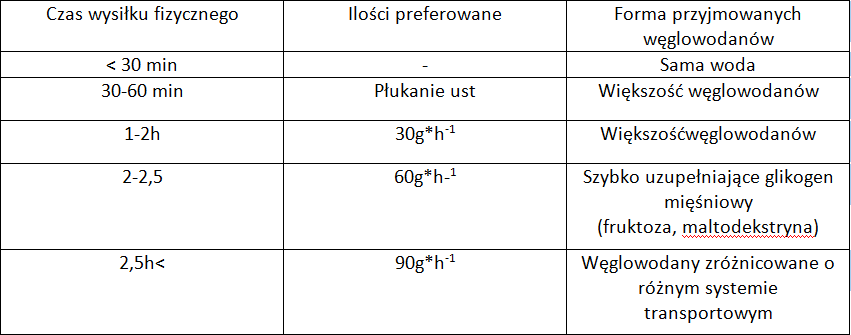 Czas wysiłku fizycznego
Ilości preferowane
Forma przyjmowanych
węglowodanów
< 30 min
-
Sama woda
30-60 min
Płukanie ust
Większość węglowodanów
1-2h
30g*h-1
Większośćwęglowodanów
2-2,5
60g*h-1
Szybko uzupełniające glikogen
mięśniowy
(fruktoza, maltodekstryna)
2,5h<
90g*h-1
Węglowodany zróżnicowane o
różnym systemie
transportowym